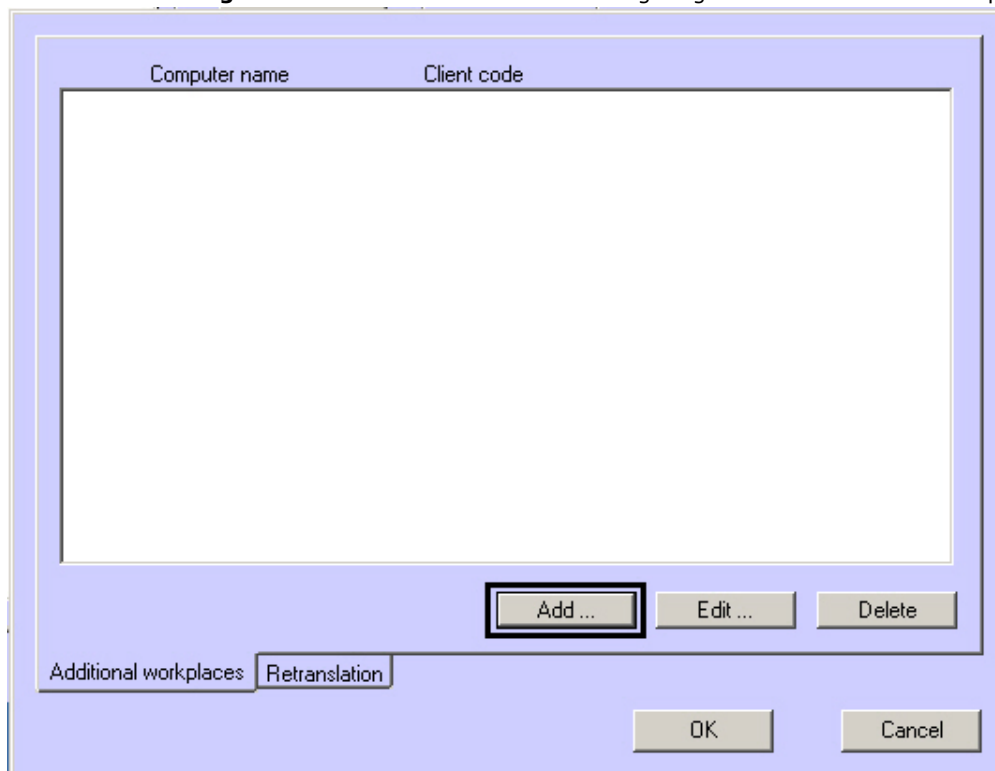 Computer name Client code
Add ... Edit ... Delete
Additional workplaces Retranslation
OK Cancel